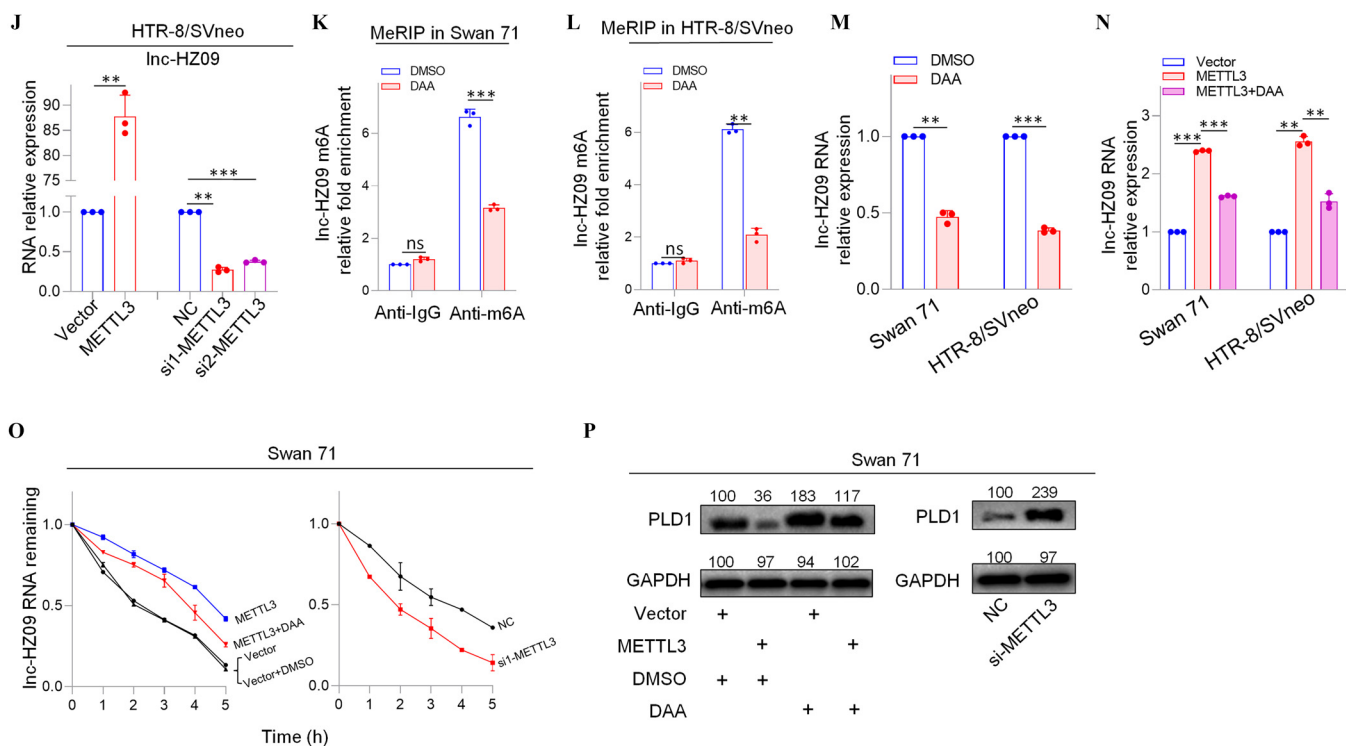 J
HTR-8/SVneo
lnc-HZ09
RNA relative expression
95
90
85
80
75
1.0
0.5
0.0
**
**
***
Vector
METTL3
NC
si1-METTL3
si2-METTL3
K
MeRIP in Swan 71
DMSO
DAA
lnc-HZ09 m6A
relative fold enrichment
6
4
2
0
ns
***
Anti-IgG
Anti-m6A
L
MeRIP in HTR-8/SVneo
DMSO
DAA
lnc-HZ09 m6A
relative fold enrichment
6
4
2
0
ns
**
Anti-IgG
Anti-m6A
M
DMSO
DAA
lnc-HZ09 RNA
relative expression
1.0
0.5
0.0
**
***
Swan 71
HTR-8/SVneo
N
Vector
METTL3
METTL3+DAA
lnc-HZ09 RNA
relative expression
3
2
1
0
*** ***
** **
Swan 71
HTR-8/SVneo
O
Swan 71
lnc-HZ09 RNA remaining
1.0
0.5
0.0
0 1 2 3 4 5
METTL3
METTL3+DAA
Vector
Vector+DMSO
1.0
0.5
0.0
0 1 2 3 4 5
NC
si1-METTL3
Time (h)
P
Swan 71
100 36 183 117
PLD1
100 97 94 102
GAPDH
Vector + +
METTL3 + +
DMSO + +
DAA + +
100 239
PLD1
100 97
GAPDH
NC
si-METTL3